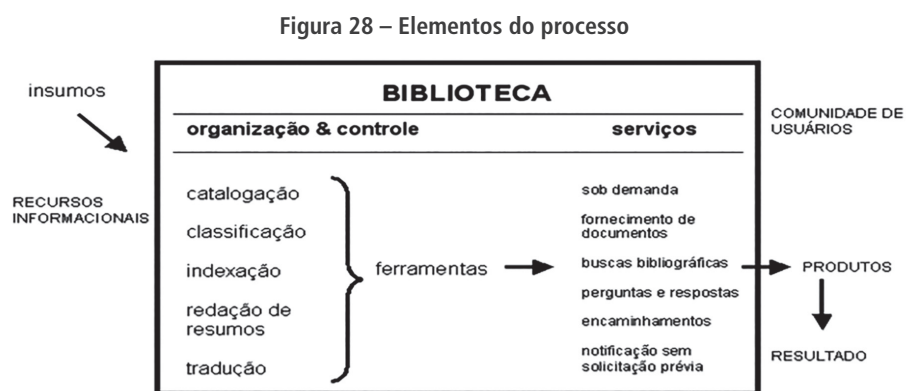 Figura 28 – Elementos do processo
insumos
RECURSOS
INFORMACIONAIS
BIBLIOTECA
organização & controle
serviços
catalogação
classificação
indexação
redação de
resumos
tradução
ferramentas
sob demanda
fornecimento de
documentos
buscas bibliográficas
perguntas e respostas
encaminhamentos
notificação sem
solicitação prévia
COMUNIDADE DE
USUÁRIOS
PRODUTOS
RESULTADO